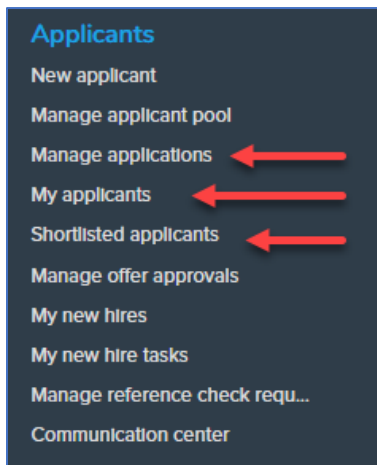 Applicants
New applicant
Manage applicant pool
Manage applications
My applicants
Shortlisted applicants
Manage offer approvals
My new hires
My new hire tasks
Manage reference check requ...
Communication center